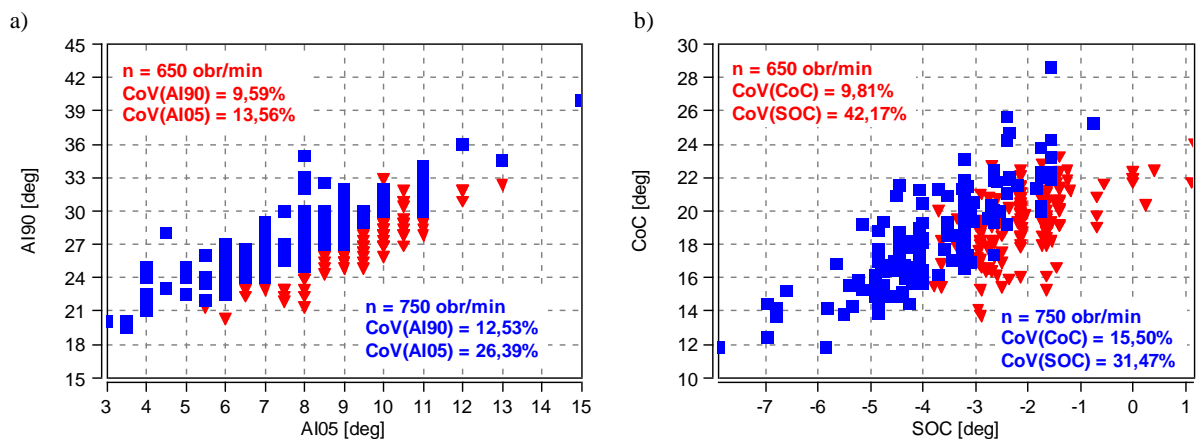 a)
45
42
39
36
33
30
27
24
21
18
15
AI90 [deg]
n = 650 obr/min
CoV(AI90) = 9,59%
CoV(AI05) = 13,56%
n = 750 obr/min
CoV(AI90) = 12,53%
CoV(AI05) = 26,39%
3 4 5 6 7 8 9 10 11 12 13 14 15
AI05 [deg]
b)
30
28
26
24
22
20
18
16
14
12
10
CoC [deg]
n = 650 obr/min
CoV(CoC) = 9,81%
CoV(SOC) = 42,17%
n = 750 obr/min
CoV(CoC) = 15,50%
CoV(SOC) = 31,47%
-7 -6 -5 -4 -3 -2 -1 0 1
SOC [deg]